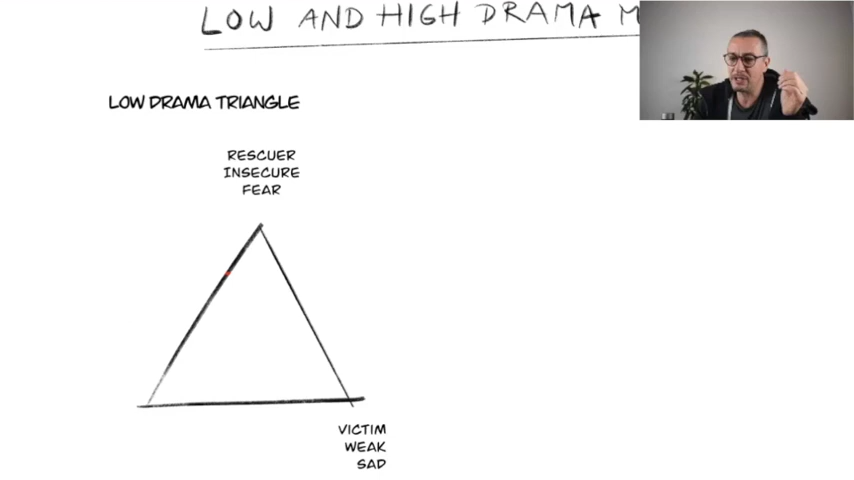 LOW AND HIGH DRAMA M
LOW DRAMA TRIANGLE
RESCUER
INSECURE
FEAR
VICTIM
WEAK
SAD